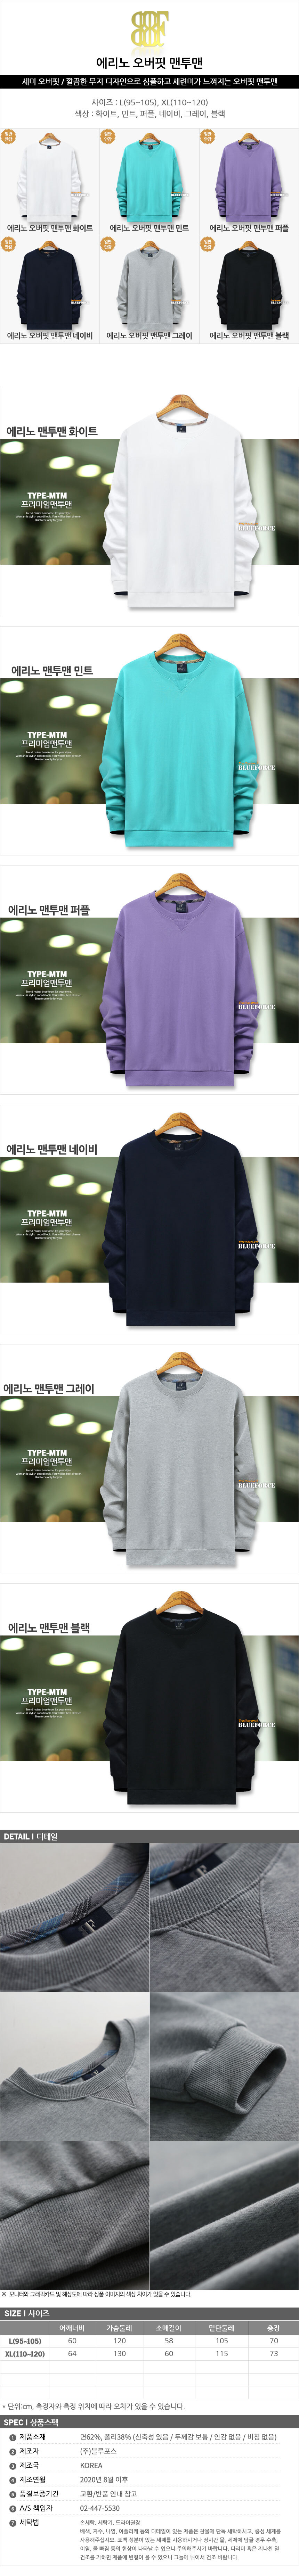 BBF
에리노 오버핏 맨투맨
세미 오버핏 / 깔끔한 무지 디자인으로 심플하고 세련미가 느껴지는 오버핏 맨투맨
사이즈 : L(95~105), XL(110~120)
색상 : 화이트, 민트, 퍼플, 네이비, 그레이, 블랙
에리노 오버핏 맨투맨 화이트
에리노 오버핏 맨투맨 민트
에리노 오버핏 맨투맨 퍼플
에리노 오버핏 맨투맨 네이비
에리노 오버핏 맨투맨 그레이
에리노 오버핏 맨투맨 블랙
에리노 맨투맨 화이트
TYPE-MTM
프리미엄맨투맨
BLUEFORCE
에리노 맨투맨 민트
TYPE-MTM
프리미엄맨투맨
BLUEFORCE
에리노 맨투맨 퍼플
TYPE-MTM
프리미엄맨투맨
BLUEFORCE
에리노 맨투맨 네이비
TYPE-MTM
프리미엄맨투맨
BLUEFORCE
에리노 맨투맨 그레이
TYPE-MTM
프리미엄맨투맨
BLUEFORCE
에리노 맨투맨 블랙
TYPE-MTM
프리미엄맨투맨
BLUEFORCE
DETAIL I 디테일
※ 모니터와 그래픽카드 및 해상도에 따라 상품 이미지의 색상 차이가 있을 수 있습니다.
SIZE I 사이즈
어깨너비 가슴둘레 소매길이 밑단둘레 총장
L(95~105) 60 120 58 105 70
XL(110~120) 64 130 60 115 73
* 단위:cm, 측정자와 측정 위치에 따라 오차가 있을 수 있습니다.
SPEC I 상품스펙
1 제품소재 면62%, 폴리38% (신축성 있음 / 두께감 보통 / 안감 없음 / 비침 없음)
2 제조자 (주)블루포스
3 제조국 KOREA
4 제조연월 2020년 8월 이후
5 품질보증기간 교환/반품 안내 참고
6 A/S 책임자 02-447-5530
7 세탁법 손세탁, 세탁기, 드라이권장